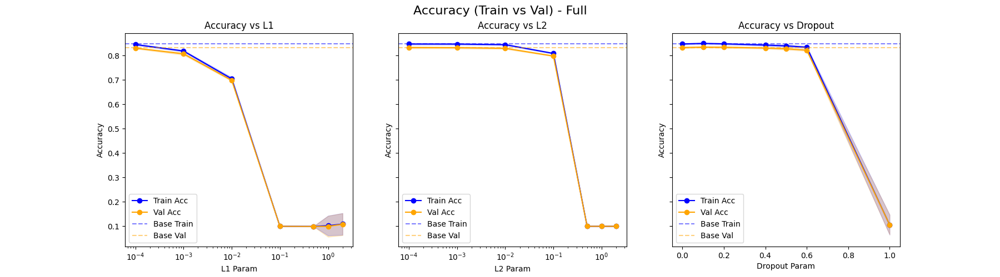 Accuracy (Train vs Val) - Full
Accuracy vs L1
Accuracy
0.8
0.7
0.6
0.5
0.4
0.3
0.2
0.1
Train Acc
Val Acc
Base Train
Base Val
10⁻⁴ 10⁻³ 10⁻² 10⁻¹ 10⁰
L1 Param
Accuracy vs L2
Accuracy
Train Acc
Val Acc
Base Train
Base Val
10⁻⁴ 10⁻³ 10⁻² 10⁻¹ 10⁰
L2 Param
Accuracy vs Dropout
Accuracy
Train Acc
Val Acc
Base Train
Base Val
0.0 0.2 0.4 0.6 0.8 1.0
Dropout Param